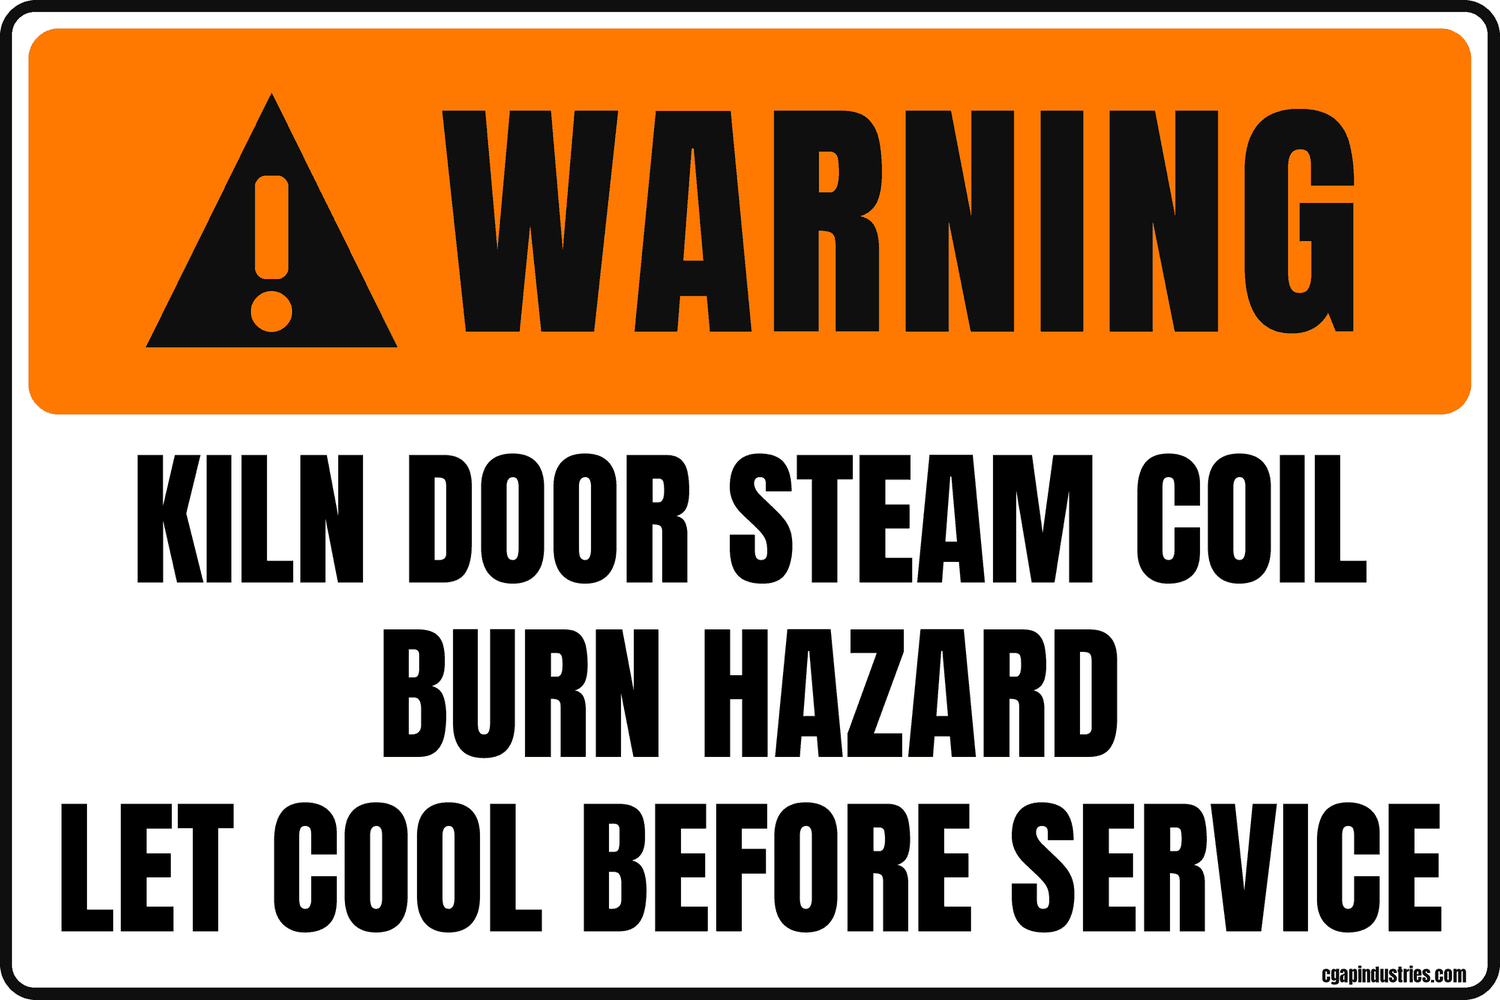 WARNING
KILN DOOR STEAM COIL
BURN HAZARD
LET COOL BEFORE SERVICE
cgapindustries.com